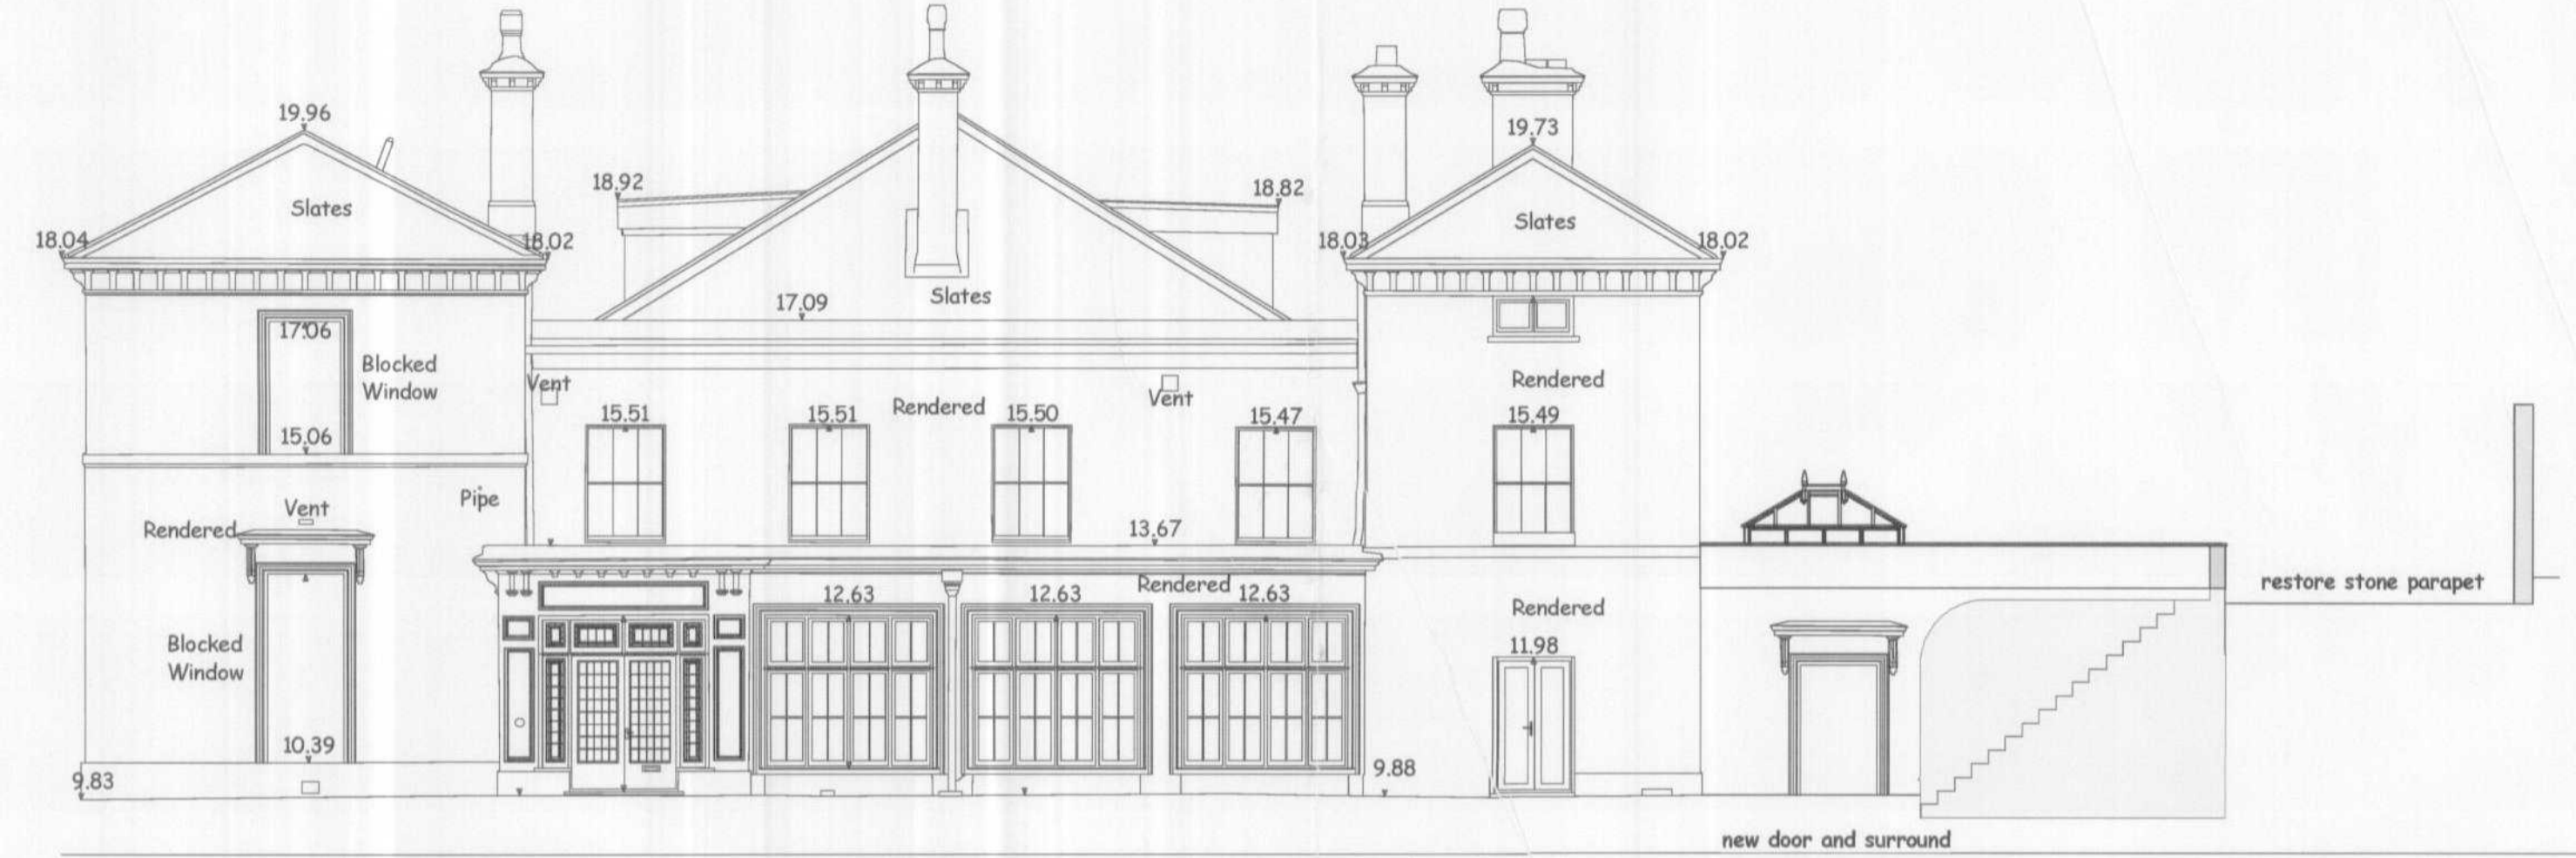 19.96
19.73
18.92
18.82
Slates
Slates
18.04
18.02
18.03
18.02
Slates
17.09
17.06
Blocked
Window
Vent
Vent
Rendered
Rendered
15.51
15.51
15.50
15.47
15.49
15.06
Pipe
Vent
Rendered
13.67
restore stone parapet
Rendered
12.63
12.63
12.63
Rendered
Blocked
Window
11.98
10.39
9.83
9.88
new door and surround